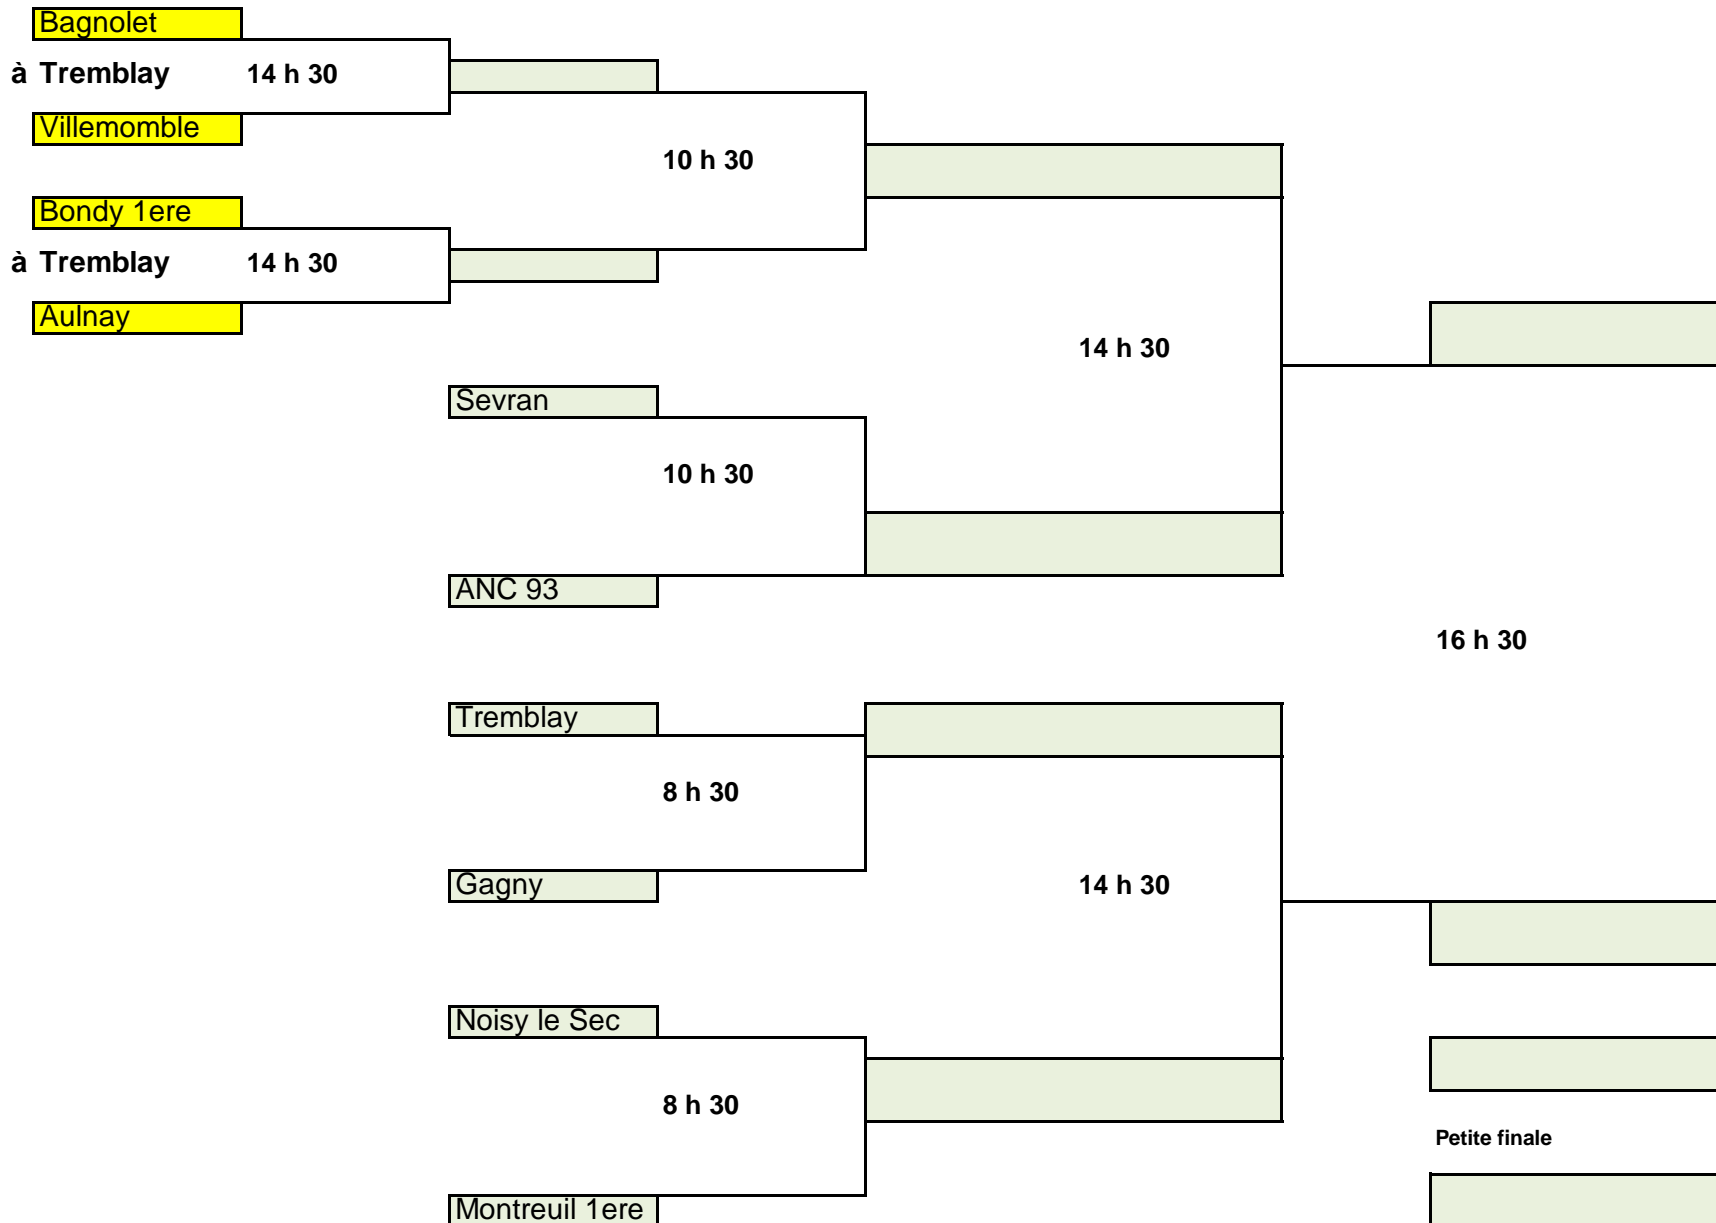 Bagnolet
à Tremblay 14 h 30
Villemomble
10 h 30
Bondy 1ere
à Tremblay 14 h 30
Aulnay
14 h 30
Sevran
10 h 30
ANC 93
16 h 30
Tremblay
8 h 30
Gagny
14 h 30
Noisy le Sec
8 h 30
Petite finale
Montreuil 1ere